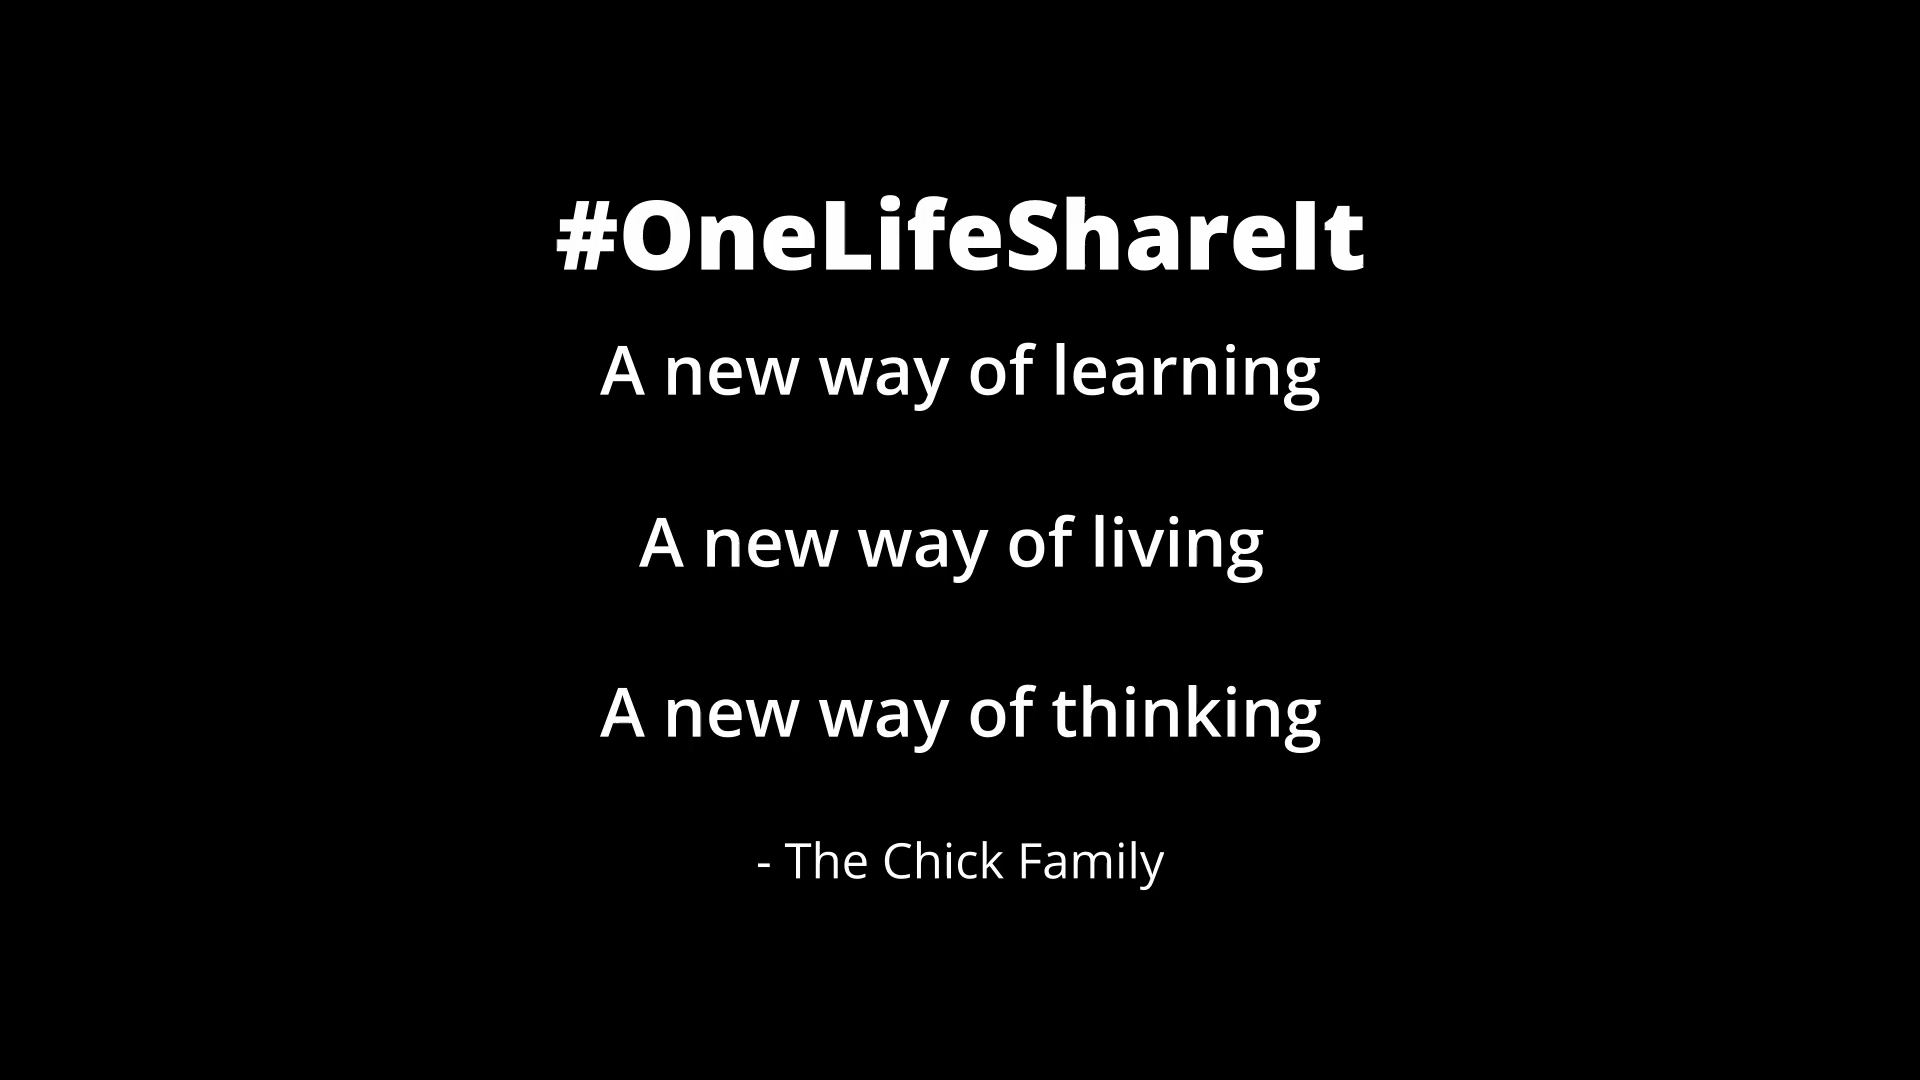 #OneLifeShareIt
A new way of learning
A new way of living
A new way of thinking
- The Chick Family